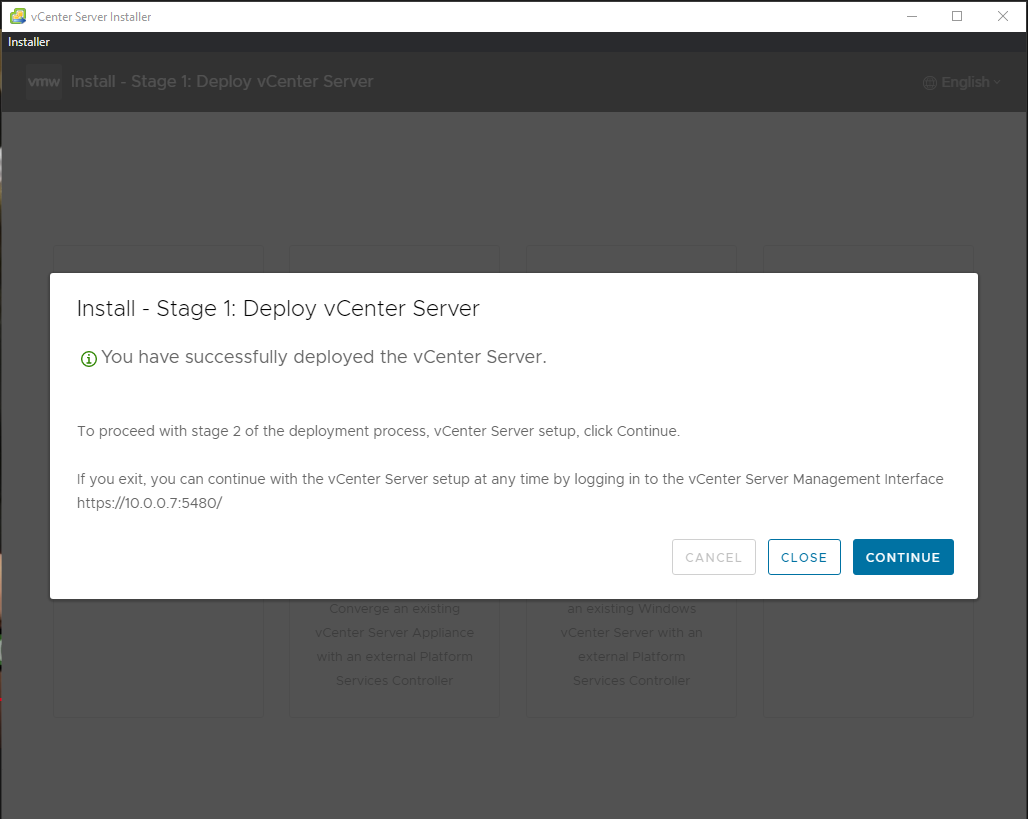 vCenter Server Installer
Installer
vmw Install - Stage 1: Deploy vCenter Server
English
Install - Stage 1: Deploy vCenter Server
You have successfully deployed the vCenter Server.
To proceed with stage 2 of the deployment process, vCenter Server setup, click Continue.
If you exit, you can continue with the vCenter Server setup at any time by logging in to the vCenter Server Management Interface
https://10.0.0.7:5480/
CANCEL CLOSE CONTINUE
Converge an existing
vCenter Server Appliance
with an external Platform
Services Controller
an existing Windows
vCenter Server with an
external Platform
Services Controller